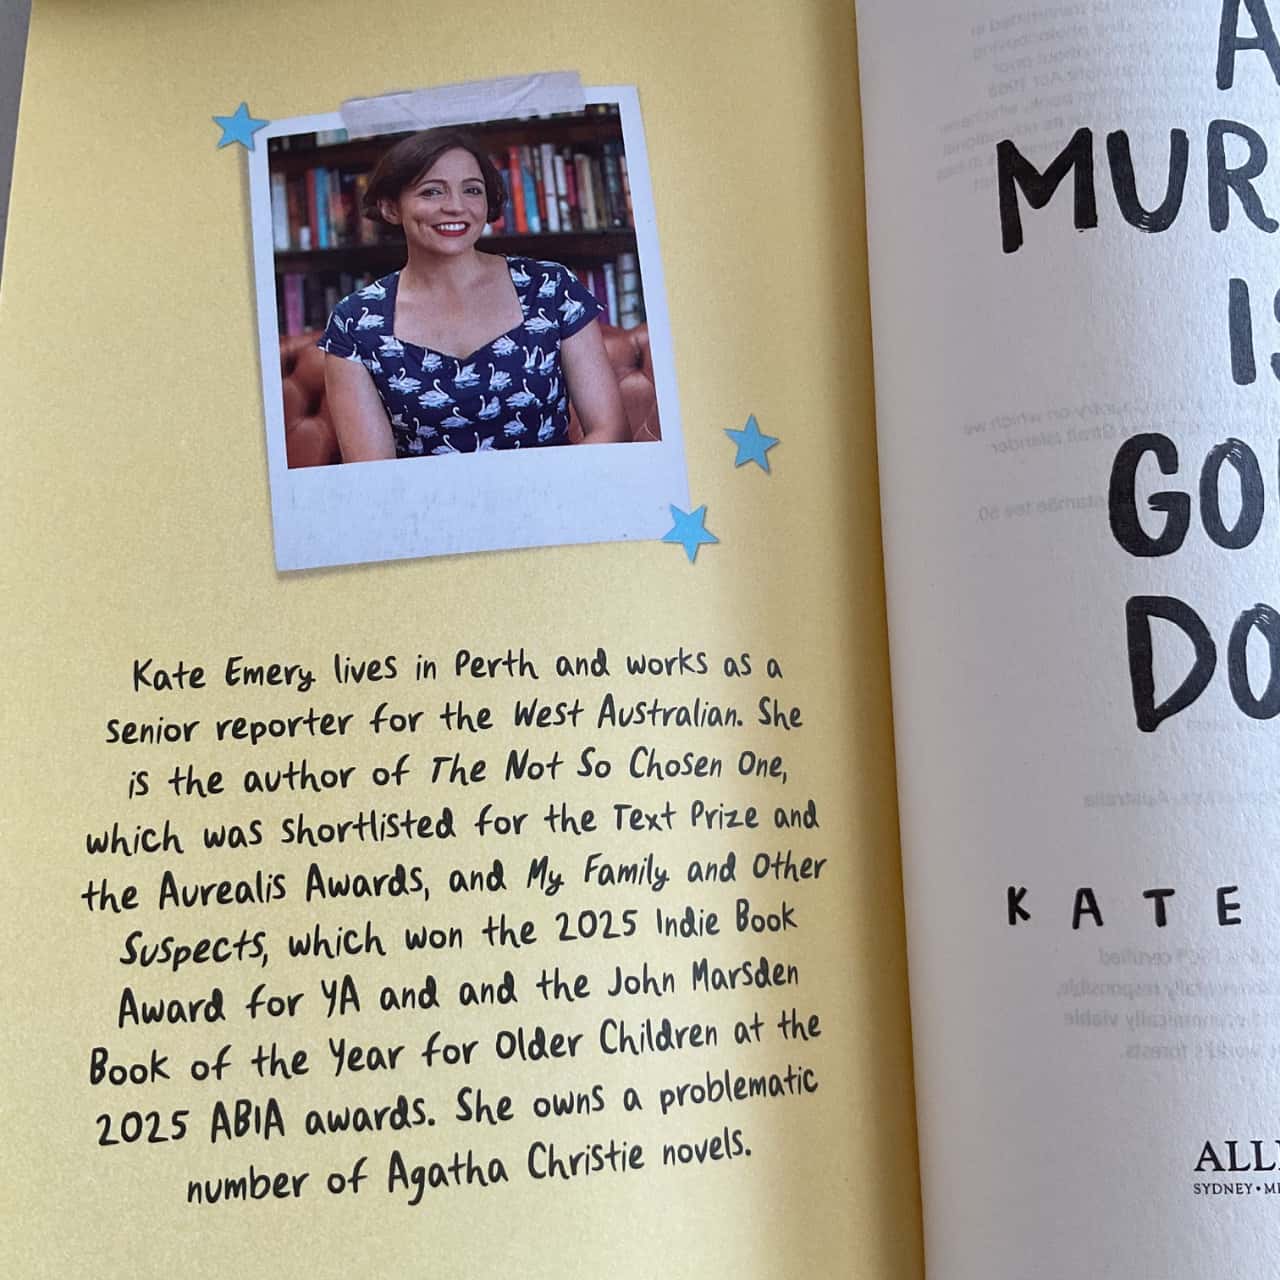 Kate Emery lives in Perth and works as a
senior reporter for the West Australian. She
is the author of The Not So Chosen One,
which was shortlisted for the Text Prize and
the Aurealis Awards, and My Family and Other
Suspects, which won the 2025 Indie Book
Award for YA and and the John Marsden
Book of the Year for Older Children at the
2025 ABIA awards. She owns a problematic
number of Agatha Christie novels.
A
MUR
IS
GO
DO
KATE
ALL
SYDNEY • M